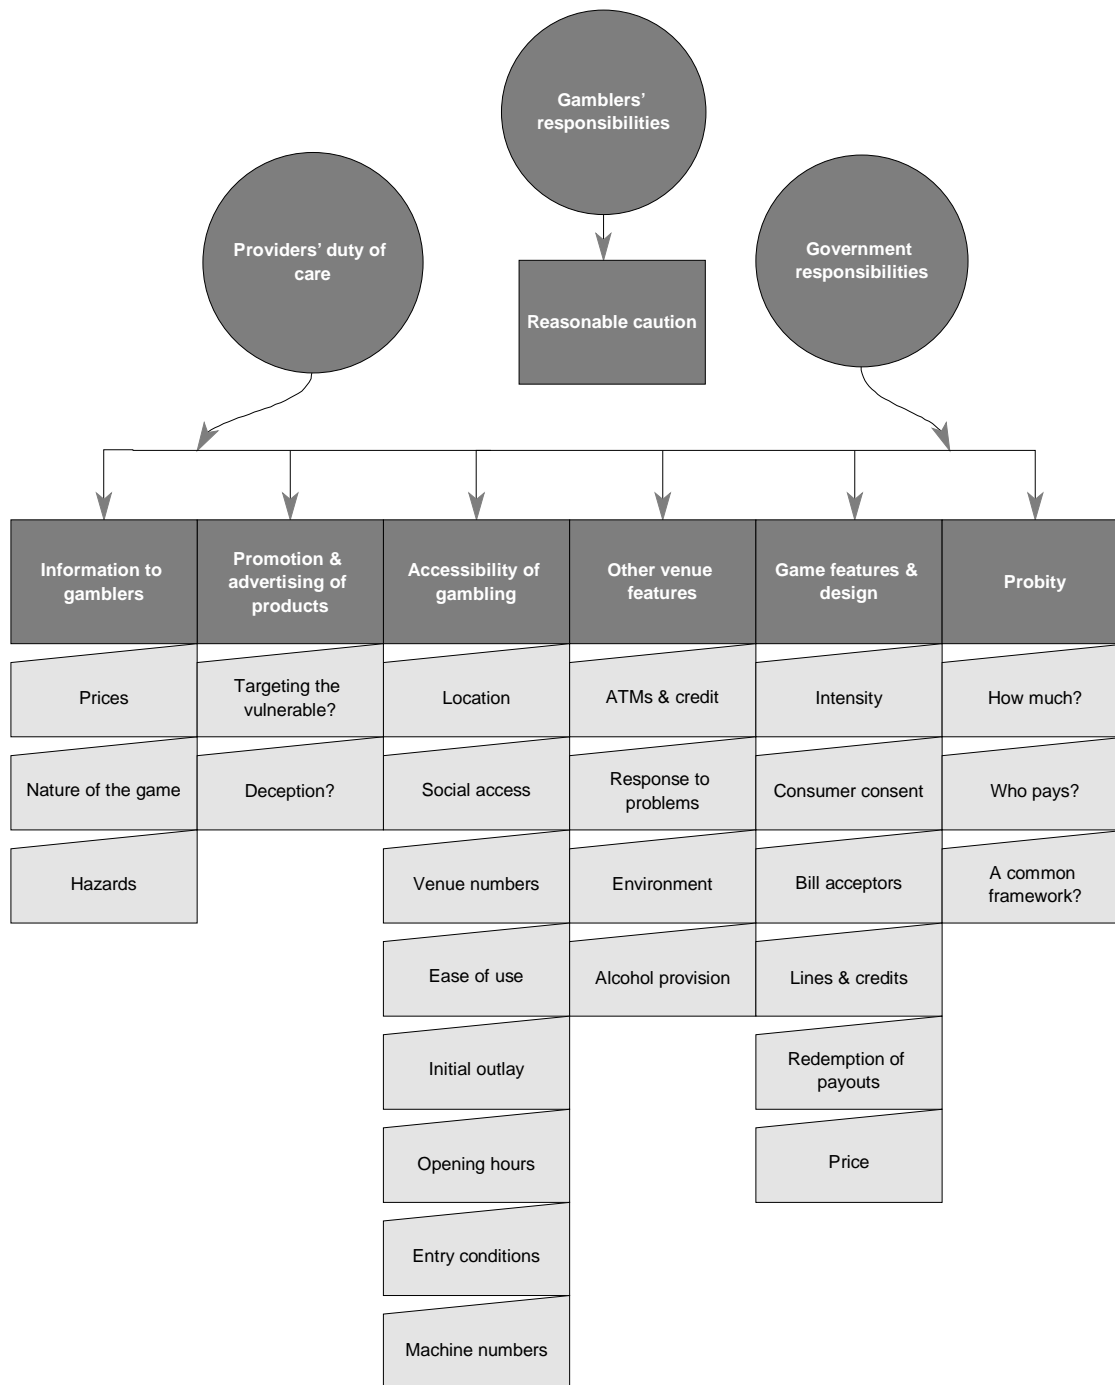 Gamblers'
responsibilities
Providers' duty of
care
Government
responsibilities
Reasonable caution
Information to
gamblers
Promotion &
advertising of
products
Accessibility of
gambling
Other venue
features
Game features &
design
Probity
Prices
Targeting the
vulnerable?
Location
ATMs & credit
Intensity
How much?
Nature of the game
Deception?
Social access
Response to
problems
Consumer consent
Who pays?
Hazards
Venue numbers
Environment
Bill acceptors
A common
framework?
Ease of use
Alcohol provision
Lines & credits
Initial outlay
Redemption of
payouts
Opening hours
Price
Entry conditions
Machine numbers